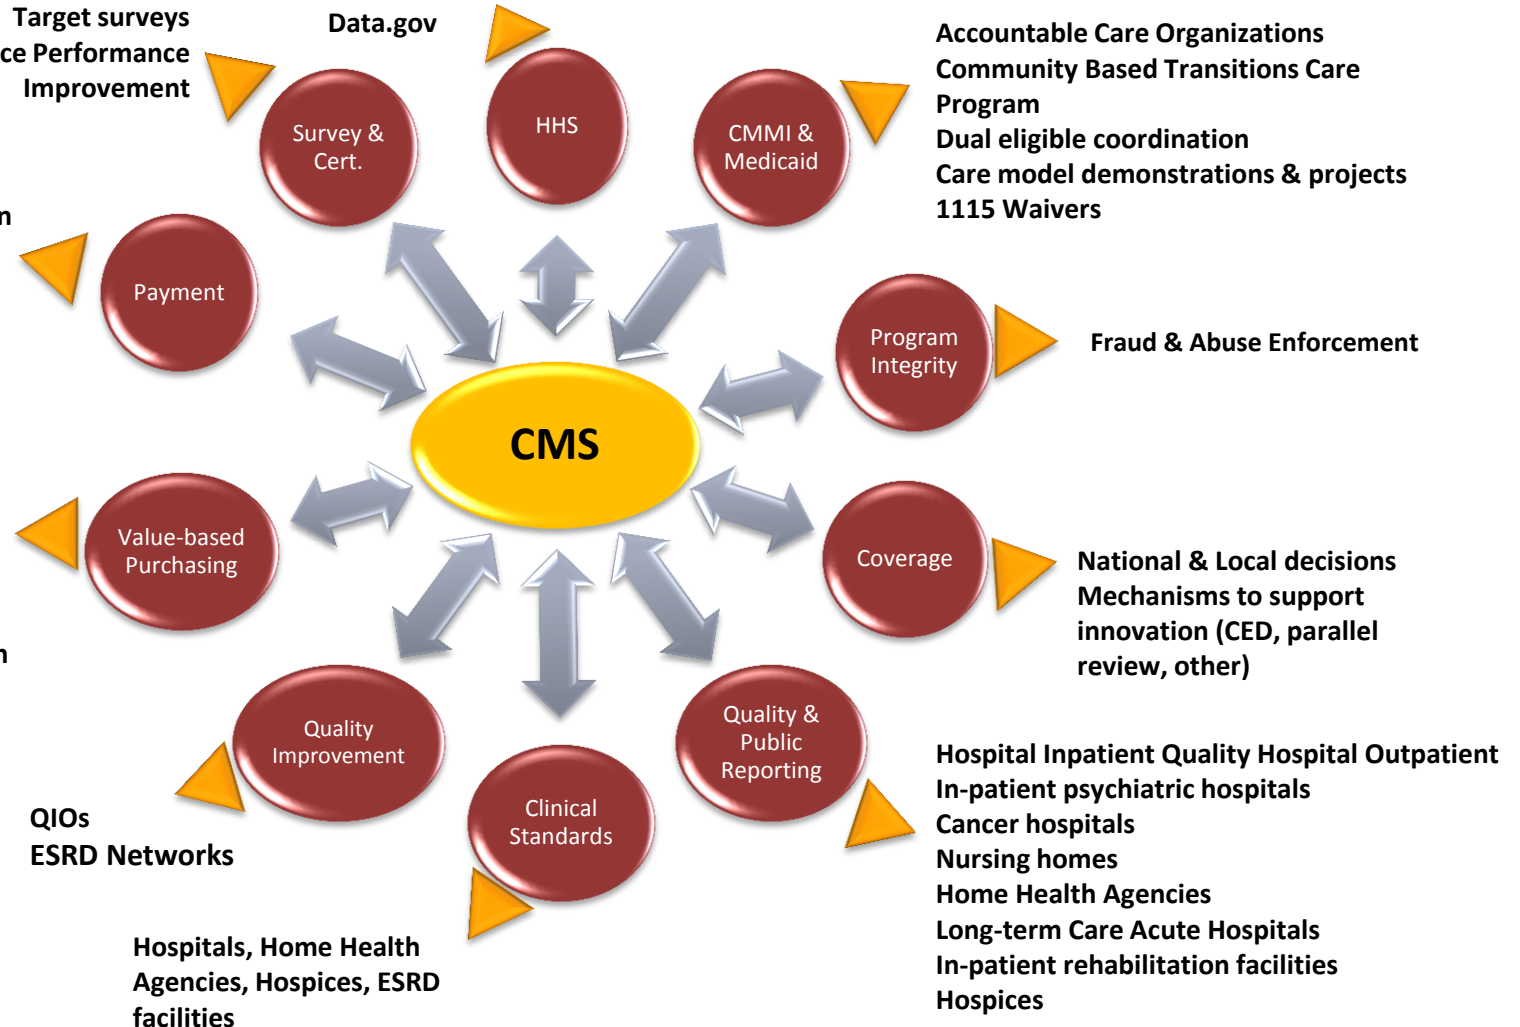 Target surveys
ce Performance
Improvement
Data.gov
Accountable Care Organizations
Community Based Transitions Care
Program
Dual eligible coordination
Care model demonstrations & projects
1115 Waivers
Survey &
Cert.
HHS
CMMI &
Medicaid
n
Payment
Program
Integrity
Fraud & Abuse Enforcement
CMS
Value-based
Purchasing
Coverage
National & Local decisions
Mechanisms to support
innovation (CED, parallel
review, other)
n
Quality
Improvement
Quality &
Public
Reporting
Clinical
Standards
QIOs
ESRD Networks
Hospital Inpatient Quality Hospital Outpatient
In-patient psychiatric hospitals
Cancer hospitals
Nursing homes
Home Health Agencies
Long-term Care Acute Hospitals
In-patient rehabilitation facilities
Hospices
Hospitals, Home Health
Agencies, Hospices, ESRD
facilities